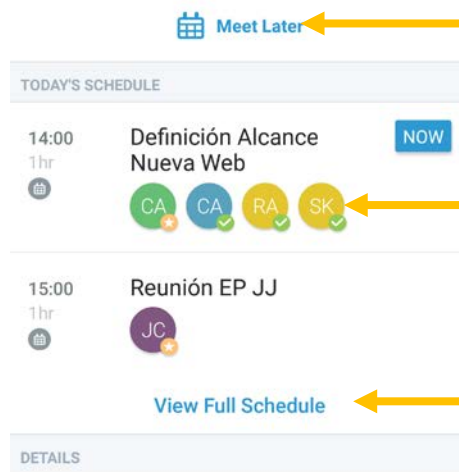 Meet Later
TODAY'S SCHEDULE
14:00
1hr
Definición Alcance
Nueva Web
NOW
CA CA RA SK
15:00
1hr
Reunión EP JJ
JC
View Full Schedule
DETAILS